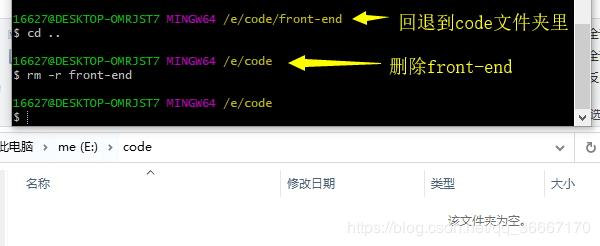 16627@DESKTOP-OMRJST7 MINGW64 /e/code/front-end 回退到code文件夹里
$ cd ..
16627@DESKTOP-OMRJST7 MINGW64 /e/code
$ rm -r front-end 删除front-end
16627@DESKTOP-OMRJST7 MINGW64 /e/code
$
此电脑 > me (E:) > code
名称 修改日期 类型 大小
该文件夹为空。
https://blog.csdn.net/qq_36667170